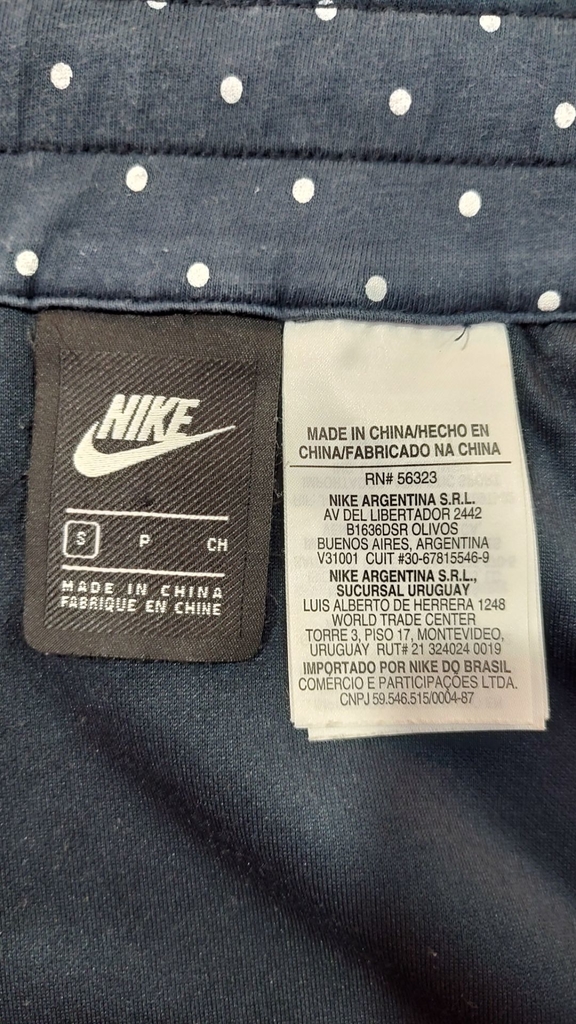 NIKE
S P CH
MADE IN CHINA
FABRIQUE EN CHINE
MADE IN CHINA/HECHO EN
CHINA/FABRICADO NA CHINA
RN# 56323
NIKE ARGENTINA S.R.L.
AV DEL LIBERTADOR 2442
B1636DSR OLIVOS
BUENOS AIRES, ARGENTINA
V31001 CUIT #30-67815546-9
NIKE ARGENTINA S.R.L.,
SUCURSAL URUGUAY
LUIS ALBERTO DE HERRERA 1248
WORLD TRADE CENTER
TORRE 3, PISO 17, MONTEVIDEO,
URUGUAY RUT# 21 324024 0019
IMPORTADO POR NIKE DO BRASIL
COMÉRCIO E PARTICIPAÇÕES LTDA.
CNPJ 59.546.515/0004-87